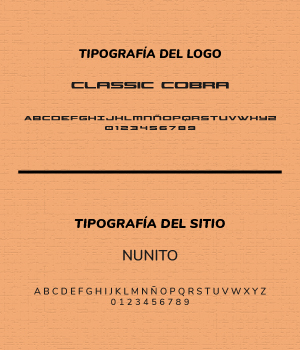 TIPOGRAFÍA DEL LOGO
CLASSIC COBRA
ABCDEFGHIJKLMNÑOPQRSTUVWXYZ
0123456789
TIPOGRAFÍA DEL SITIO
NUNITO
ABCDEFGHIJKLMNÑOPQRSTUVWXYZ
0123456789